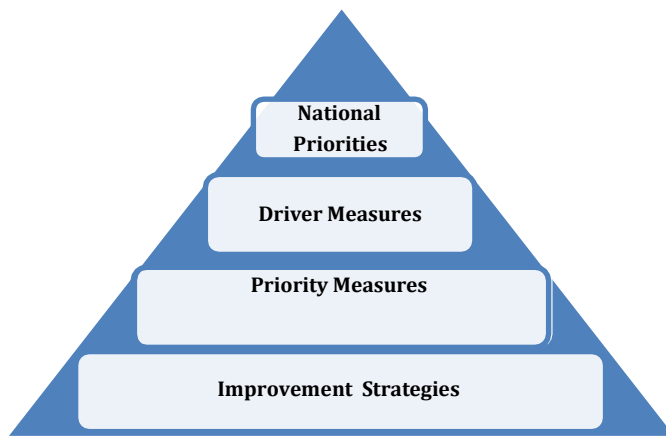 National
Priorities
Driver Measures
Priority Measures
Improvement Strategies